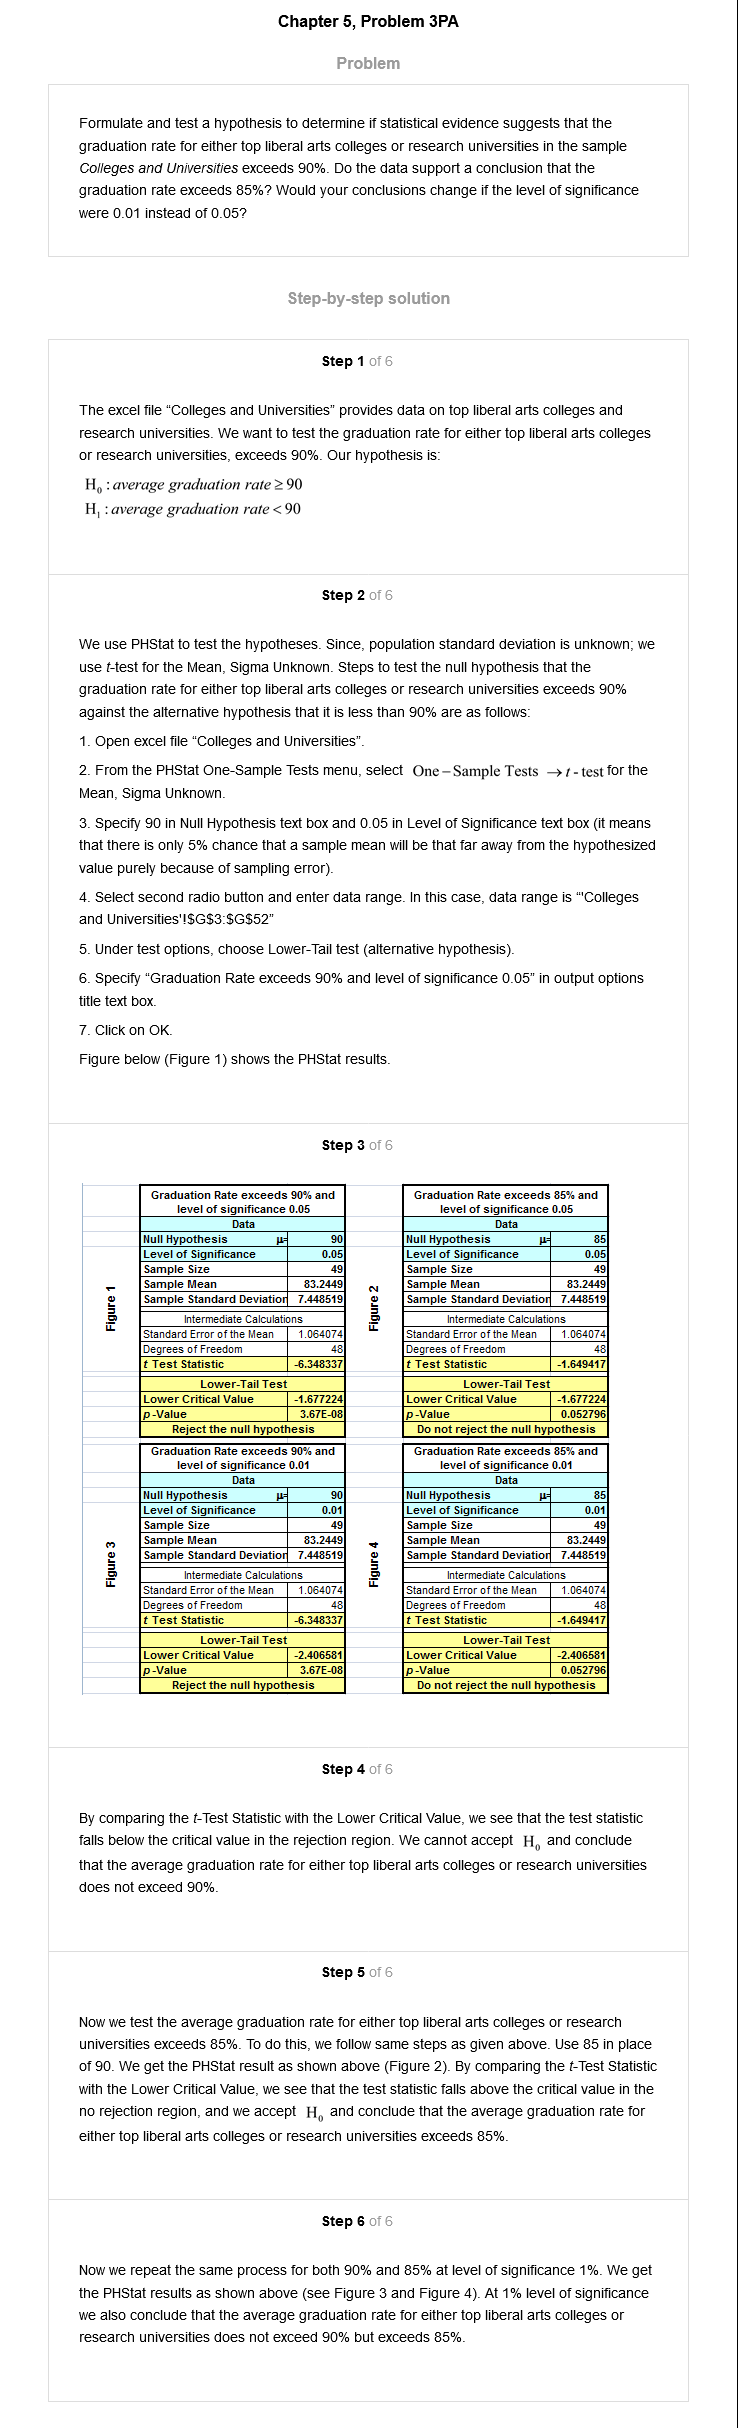 Chapter 5, Problem 3PA
Problem
Formulate and test a hypothesis to determine if statistical evidence suggests that the
graduation rate for either top liberal arts colleges or research universities in the sample
Colleges and Universities exceeds 90%. Do the data support a conclusion that the
graduation rate exceeds 85%? Would your conclusions change if the level of significance
were 0.01 instead of 0.05?
Step-by-step solution
Step 1 of 6
The excel file “Colleges and Universities” provides data on top liberal arts colleges and
research universities. We want to test the graduation rate for either top liberal arts colleges
or research universities, exceeds 90%. Our hypothesis is:
H₀ : average graduation rate ≥ 90
H₁ : average graduation rate < 90
Step 2 of 6
We use PHStat to test the hypotheses. Since, population standard deviation is unknown; we
use t-test for the Mean, Sigma Unknown. Steps to test the null hypothesis that the
graduation rate for either top liberal arts colleges or research universities exceeds 90%
against the alternative hypothesis that it is less than 90% are as follows:
1. Open excel file “Colleges and Universities”.
2. From the PHStat One-Sample Tests menu, select One – Sample Tests → t - test for the
Mean, Sigma Unknown.
3. Specify 90 in Null Hypothesis text box and 0.05 in Level of Significance text box (it means
that there is only 5% chance that a sample mean will be that far away from the hypothesized
value purely because of sampling error).
4. Select second radio button and enter data range. In this case, data range is “'Colleges
and Universities'!$G$3:$G$52”
5. Under test options, choose Lower-Tail test (alternative hypothesis).
6. Specify “Graduation Rate exceeds 90% and level of significance 0.05” in output options
title text box.
7. Click on OK.
Figure below (Figure 1) shows the PHStat results.
Step 3 of 6
Figure 1
Graduation Rate exceeds 90% and
level of significance 0.05
Data
Null Hypothesis μ= 90
Level of Significance 0.05
Sample Size 49
Sample Mean 83.2449
Sample Standard Deviation 7.448519
Intermediate Calculations
Standard Error of the Mean 1.064074
Degrees of Freedom 48
t Test Statistic -6.348337
Lower-Tail Test
Lower Critical Value -1.677224
p-Value 3.67E-08
Reject the null hypothesis
Figure 2
Graduation Rate exceeds 85% and
level of significance 0.05
Data
Null Hypothesis μ= 85
Level of Significance 0.05
Sample Size 49
Sample Mean 83.2449
Sample Standard Deviation 7.448519
Intermediate Calculations
Standard Error of the Mean 1.064074
Degrees of Freedom 48
t Test Statistic -1.649417
Lower-Tail Test
Lower Critical Value -1.677224
p-Value 0.052796
Do not reject the null hypothesis
Figure 3
Graduation Rate exceeds 90% and
level of significance 0.01
Data
Null Hypothesis μ= 90
Level of Significance 0.01
Sample Size 49
Sample Mean 83.2449
Sample Standard Deviation 7.448519
Intermediate Calculations
Standard Error of the Mean 1.064074
Degrees of Freedom 48
t Test Statistic -6.348337
Lower-Tail Test
Lower Critical Value -2.406581
p-Value 3.67E-08
Reject the null hypothesis
Figure 4
Graduation Rate exceeds 85% and
level of significance 0.01
Data
Null Hypothesis μ= 85
Level of Significance 0.01
Sample Size 49
Sample Mean 83.2449
Sample Standard Deviation 7.448519
Intermediate Calculations
Standard Error of the Mean 1.064074
Degrees of Freedom 48
t Test Statistic -1.649417
Lower-Tail Test
Lower Critical Value -2.406581
p-Value 0.052796
Do not reject the null hypothesis
Step 4 of 6
By comparing the t-Test Statistic with the Lower Critical Value, we see that the test statistic
falls below the critical value in the rejection region. We cannot accept H₀ and conclude
that the average graduation rate for either top liberal arts colleges or research universities
does not exceed 90%.
Step 5 of 6
Now we test the average graduation rate for either top liberal arts colleges or research
universities exceeds 85%. To do this, we follow same steps as given above. Use 85 in place
of 90. We get the PHStat result as shown above (Figure 2). By comparing the t-Test Statistic
with the Lower Critical Value, we see that the test statistic falls above the critical value in the
no rejection region, and we accept H₀ and conclude that the average graduation rate for
either top liberal arts colleges or research universities exceeds 85%.
Step 6 of 6
Now we repeat the same process for both 90% and 85% at level of significance 1%. We get
the PHStat results as shown above (see Figure 3 and Figure 4). At 1% level of significance
we also conclude that the average graduation rate for either top liberal arts colleges or
research universities does not exceed 90% but exceeds 85%.